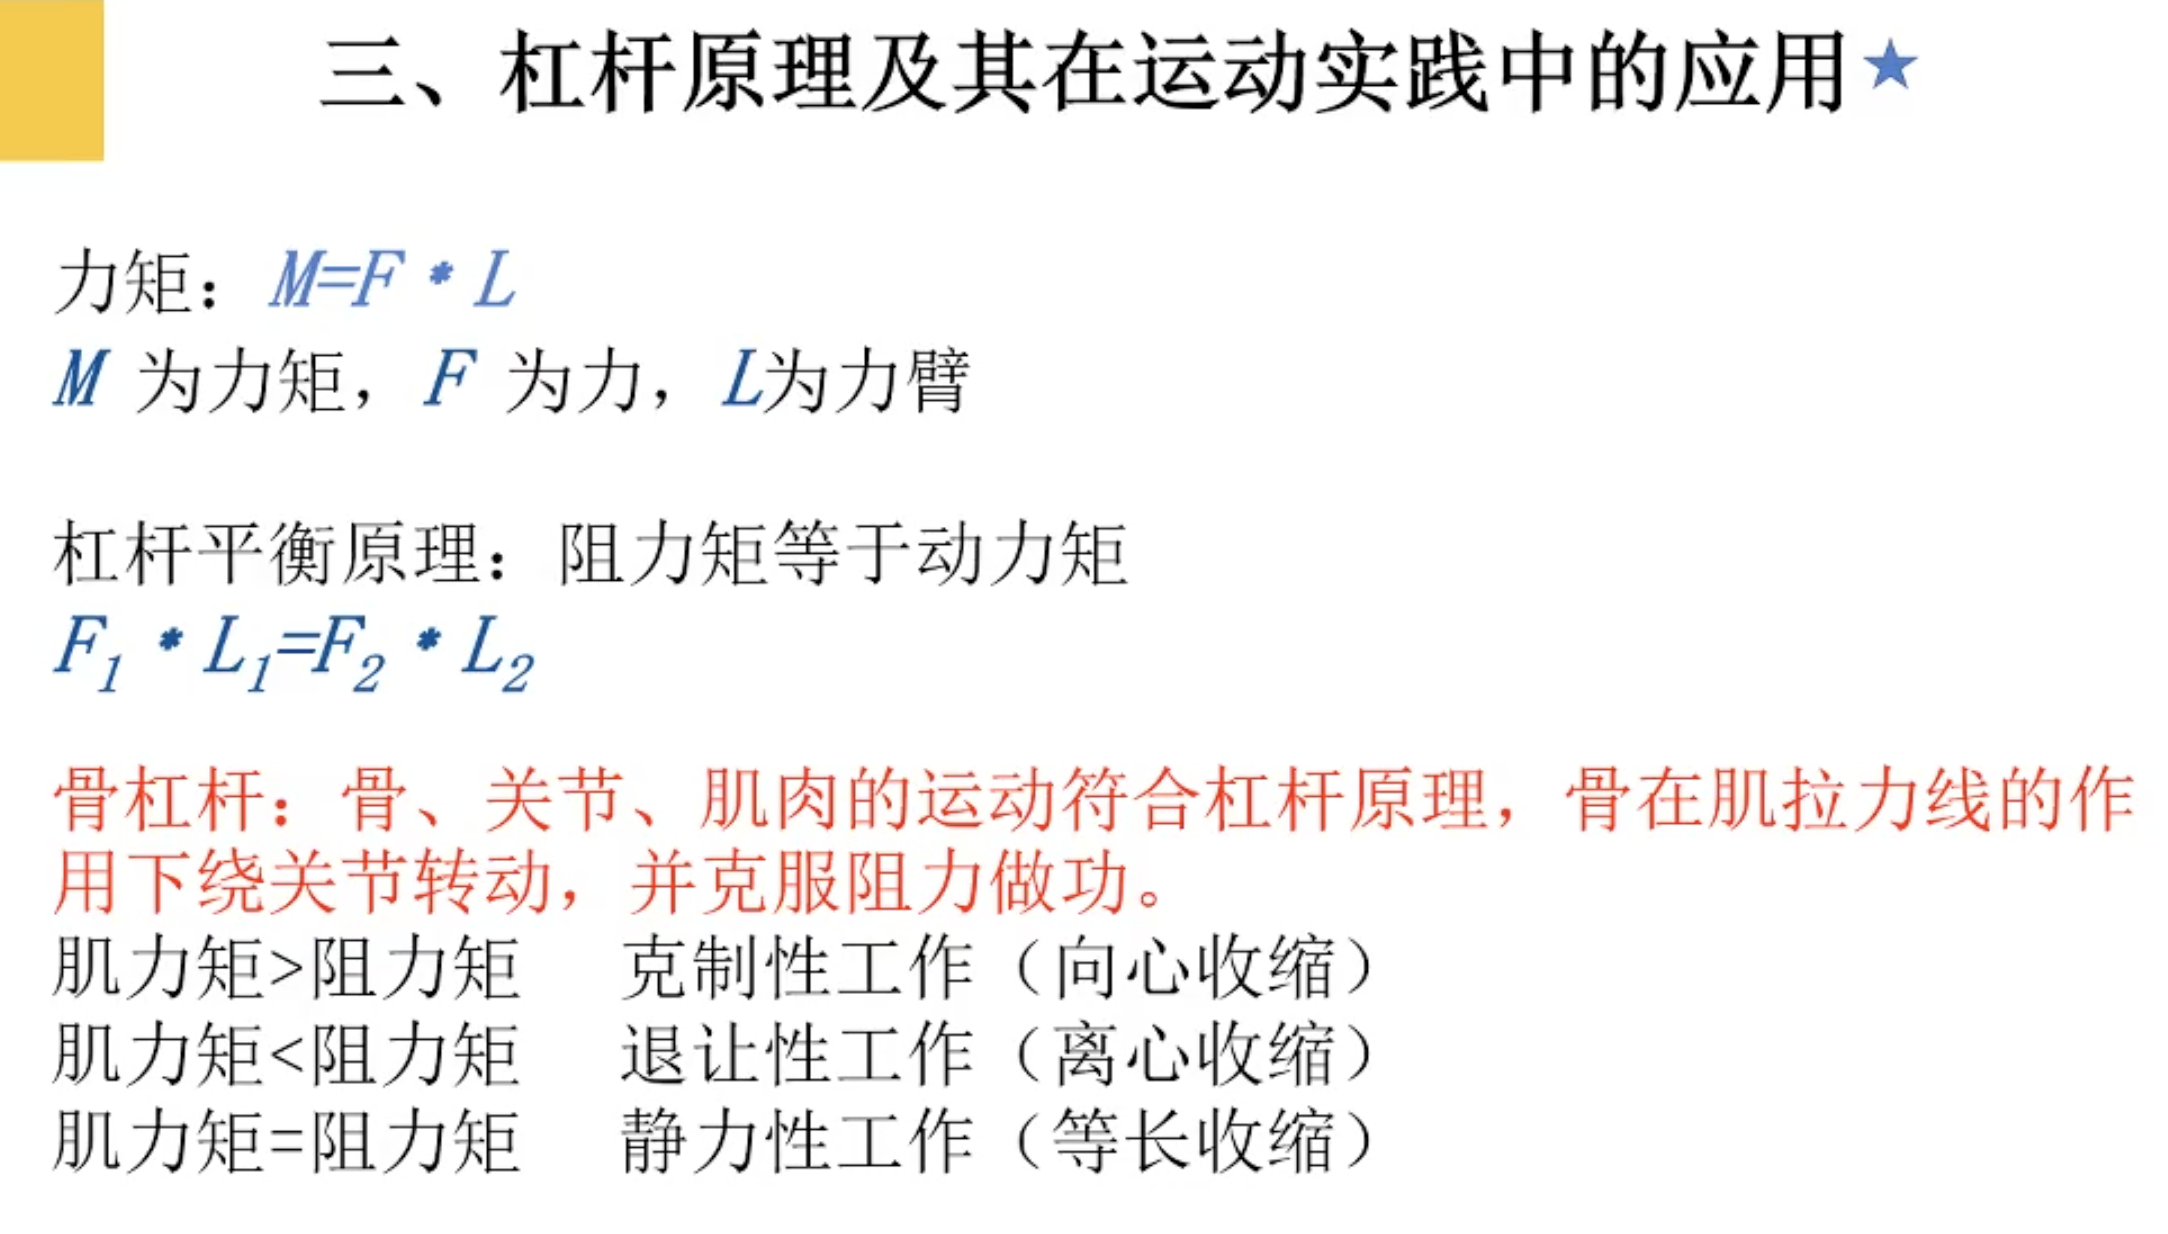 三、杠杆原理及其在运动实践中的应用★
力矩：M=F*L
M 为力矩，F 为力，L为力臂
杠杆平衡原理：阻力矩等于动力矩
F₁*L₁=F₂*L₂
骨杠杆：骨、关节、肌肉的运动符合杠杆原理，骨在肌拉力线的作
用下绕关节转动，并克服阻力做功。
肌力矩>阻力矩 克制性工作（向心收缩）
肌力矩<阻力矩 退让性工作（离心收缩）
肌力矩=阻力矩 静力性工作（等长收缩）